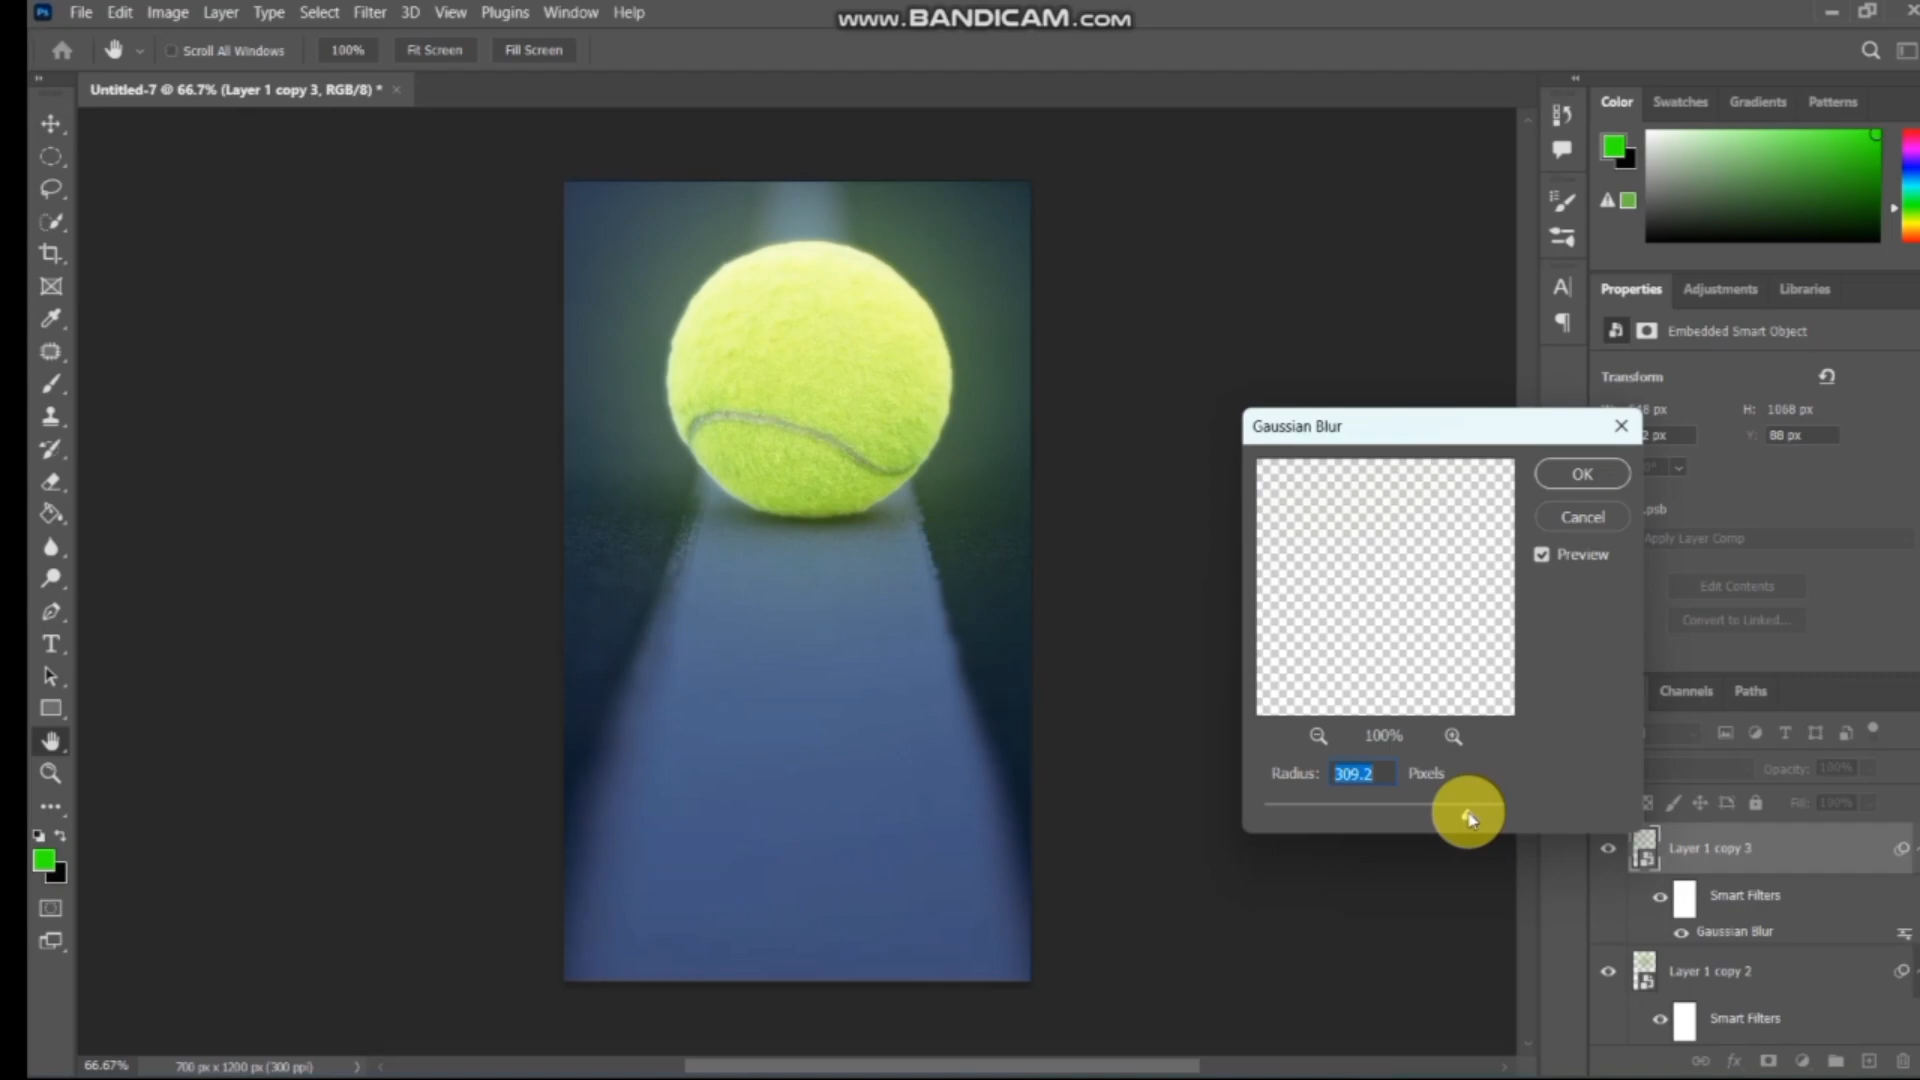 Ps File Edit Image Layer Type Select Filter 3D View Plugins Window Help
www.BANDICAM.com
Scroll All Windows 100% Fit Screen Fill Screen
Untitled-7 @ 66.7% (Layer 1 copy 3, RGB/8) *
Color Swatches Gradients Patterns
Properties Adjustments Libraries
Embedded Smart Object
Transform
H: 1068 px
Y: 88 px
.psb
Apply Layer Comp
Edit Contents
Convert to Linked...
Gaussian Blur
OK
Cancel
Preview
100%
Radius: 309.2 Pixels
Channels Paths
Opacity: 100%
Fill: 100%
Layer 1 copy 3
Smart Filters
Gaussian Blur
Layer 1 copy 2
Smart Filters
fx
66.67% 700 px x 1200 px (300 ppi)